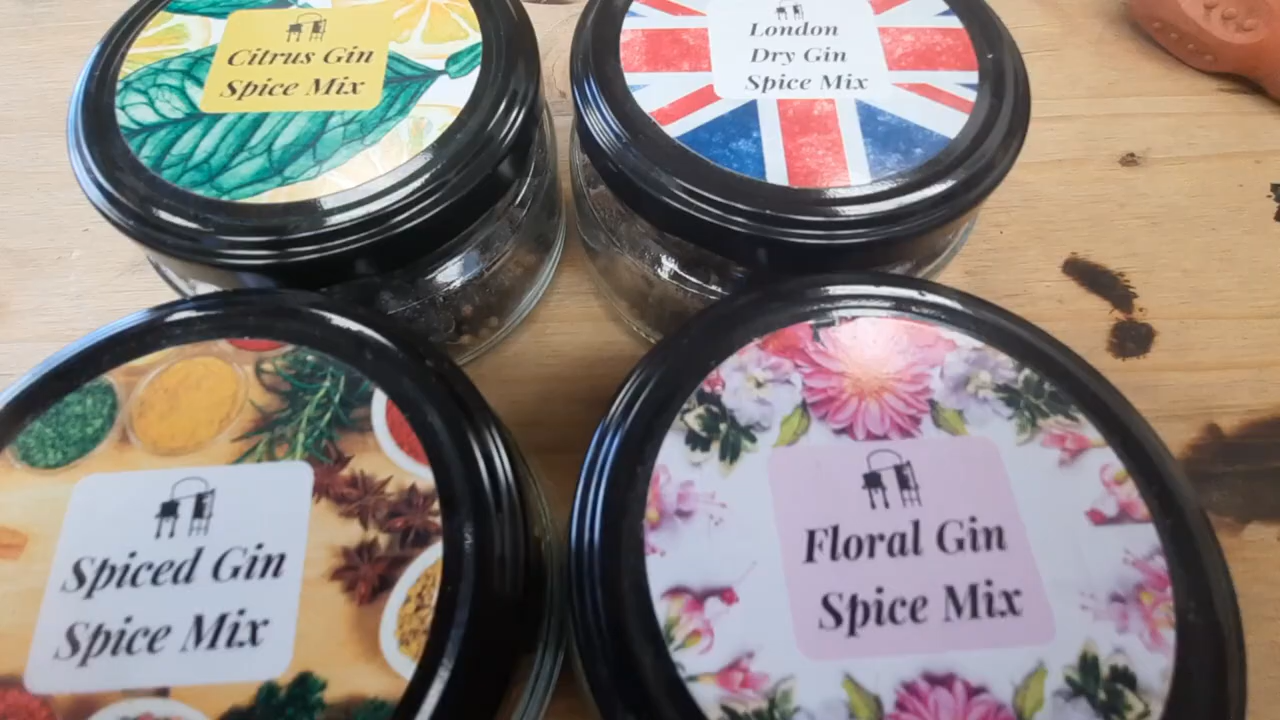 Citrus Gin
Spice Mix
London
Dry Gin
Spice Mix
Spiced Gin
Spice Mix
Floral Gin
Spice Mix